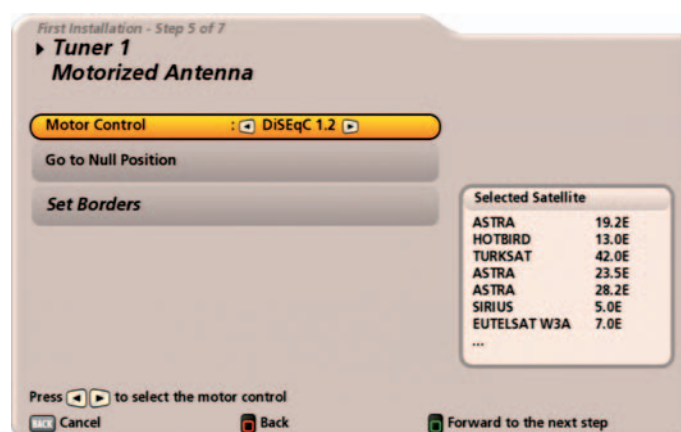 First Installation - Step 5 of 7
Tuner 1
Motorized Antenna
Motor Control : DiSEqC 1.2
Go to Null Position
Set Borders
Selected Satellite
ASTRA 19.2E
HOTBIRD 13.0E
TURKSAT 42.0E
ASTRA 23.5E
ASTRA 28.2E
SIRIUS 5.0E
EUTELSAT W3A 7.0E
...
Press to select the motor control
BACK Cancel Back Forward to the next step